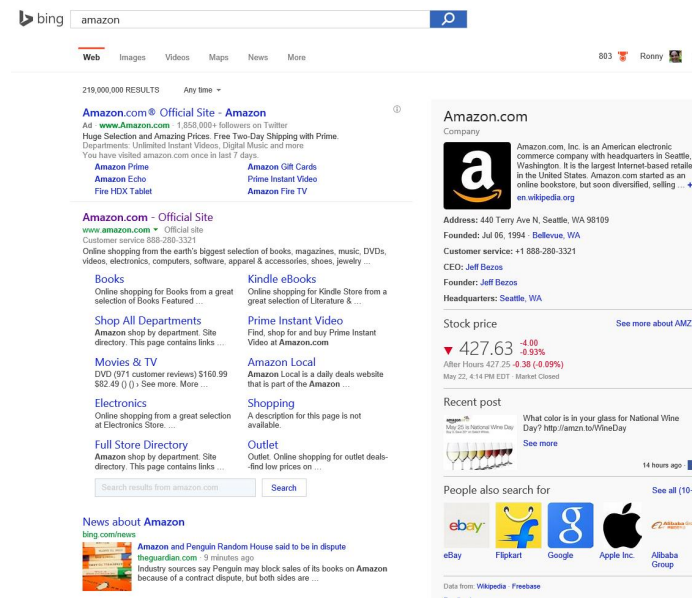 bing
amazon
Web Images Videos Maps News More
803 Ronny
219,000,000 RESULTS Any time
Amazon.com® Official Site - Amazon
Ad · www.Amazon.com · 1,858,000+ followers on Twitter
Huge Selection and Amazing Prices. Free Two-Day Shipping with Prime.
Departments: Unlimited Instant Videos, Digital Music and more
You have visited amazon.com once in last 7 days.
Amazon Prime Amazon Gift Cards
Amazon Echo Prime Instant Video
Fire HDX Tablet Amazon Fire TV
Amazon.com - Official Site
www.amazon.com Official site
Customer service 888-280-3321
Online shopping from the earth's biggest selection of books, magazines, music, DVDs,
videos, electronics, computers, software, apparel & accessories, shoes, jewelry ...
Books
Online shopping for Books from a great
selection of Books Featured ...
Kindle eBooks
Online shopping for Kindle Store from a
great selection of Literature & ...
Shop All Departments
Amazon shop by department. Site
directory. This page contains links ...
Prime Instant Video
Find, shop for and buy Prime Instant
Video at Amazon.com
Movies & TV
DVD (971 customer reviews) $160.99
$82.49 () () › See more. More ...
Amazon Local
Amazon Local is a daily deals website
that is part of the Amazon ...
Electronics
Online shopping from a great selection
at Electronics Store. ...
Shopping
A description for this page is not
available.
Full Store Directory
Amazon shop by department. Site
directory. This page contains links ...
Outlet
Outlet. Online shopping for outlet deals-
-find low prices on ...
Search results from amazon.com Search
News about Amazon
bing.com/news
Amazon and Penguin Random House said to be in dispute
theguardian.com · 9 minutes ago
Industry sources say Penguin may block sales of its books on Amazon
because of a contract dispute, but both sides are ...
Amazon.com
Company
Amazon.com, Inc. is an American electronic
commerce company with headquarters in Seattle,
Washington. It is the largest Internet-based retaile
in the United States. Amazon.com started as an
online bookstore, but soon diversified, selling ... +
en.wikipedia.org
Address: 440 Terry Ave N, Seattle, WA 98109
Founded: Jul 06, 1994 · Bellevue, WA
Customer service: +1 888-280-3321
CEO: Jeff Bezos
Founder: Jeff Bezos
Headquarters: Seattle, WA
Stock price See more about AMZ
427.63 -4.00
-0.93%
After Hours 427.25 -0.38 (-0.09%)
May 22, 4:14 PM EDT · Market Closed
Recent post
amazon
May 25 is National Wine Day
What color is in your glass for National Wine
Day? http://amzn.to/WineDay
See more
14 hours ago ·
People also search for See all (10+
ebay
Alibaba
eBay Flipkart Google Apple Inc. Alibaba
Group
Data from: Wikipedia · Freebase